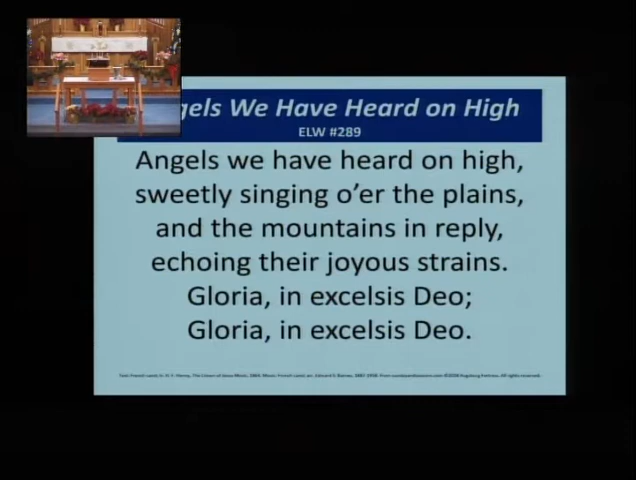 gels We Have Heard on High
ELW #289
Angels we have heard on high,
sweetly singing o'er the plains,
and the mountains in reply,
echoing their joyous strains.
Gloria, in excelsis Deo;
Gloria, in excelsis Deo.